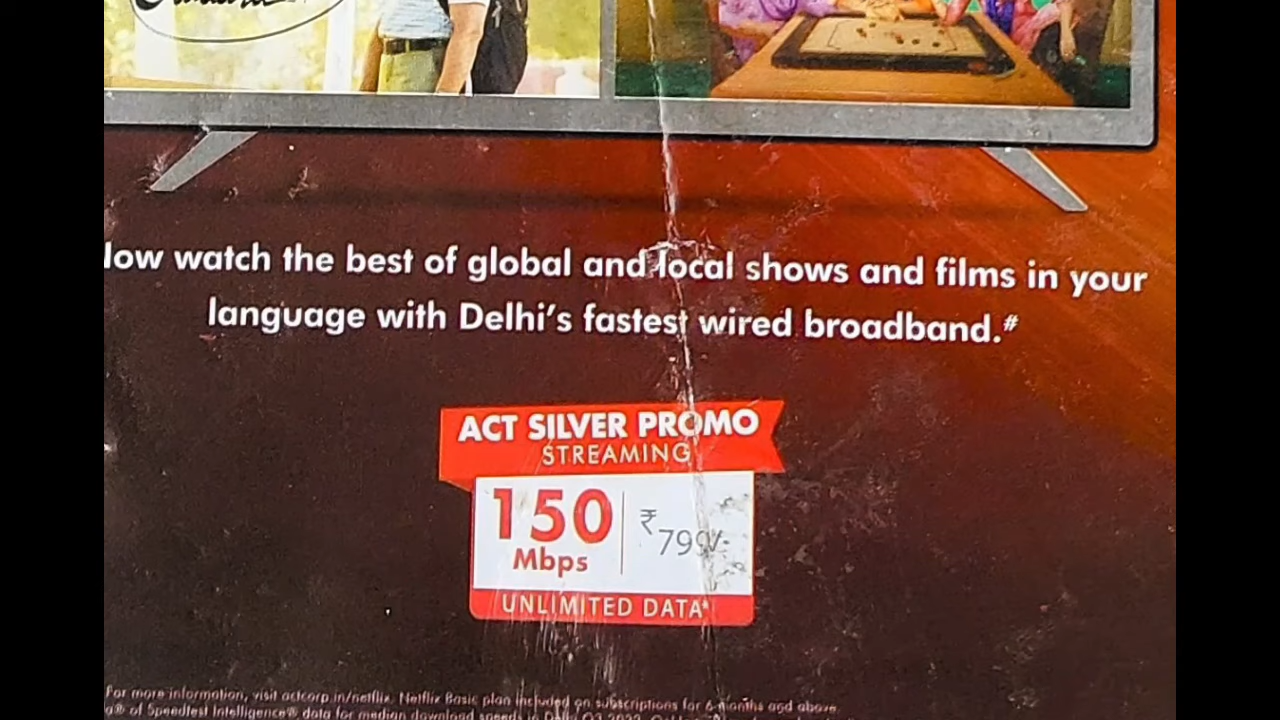 low watch the best of global and local shows and films in your
language with Delhi's fastest wired broadband.#
ACT SILVER PROMO
STREAMING
150
Mbps
₹799/-
UNLIMITED DATA*
For more information, visit actcorp.in/netflix. Netflix Basic plan included on subscriptions for 6 months and above.
of Speedtest Intelligence® data for median download speeds in Delhi Q3 2022.